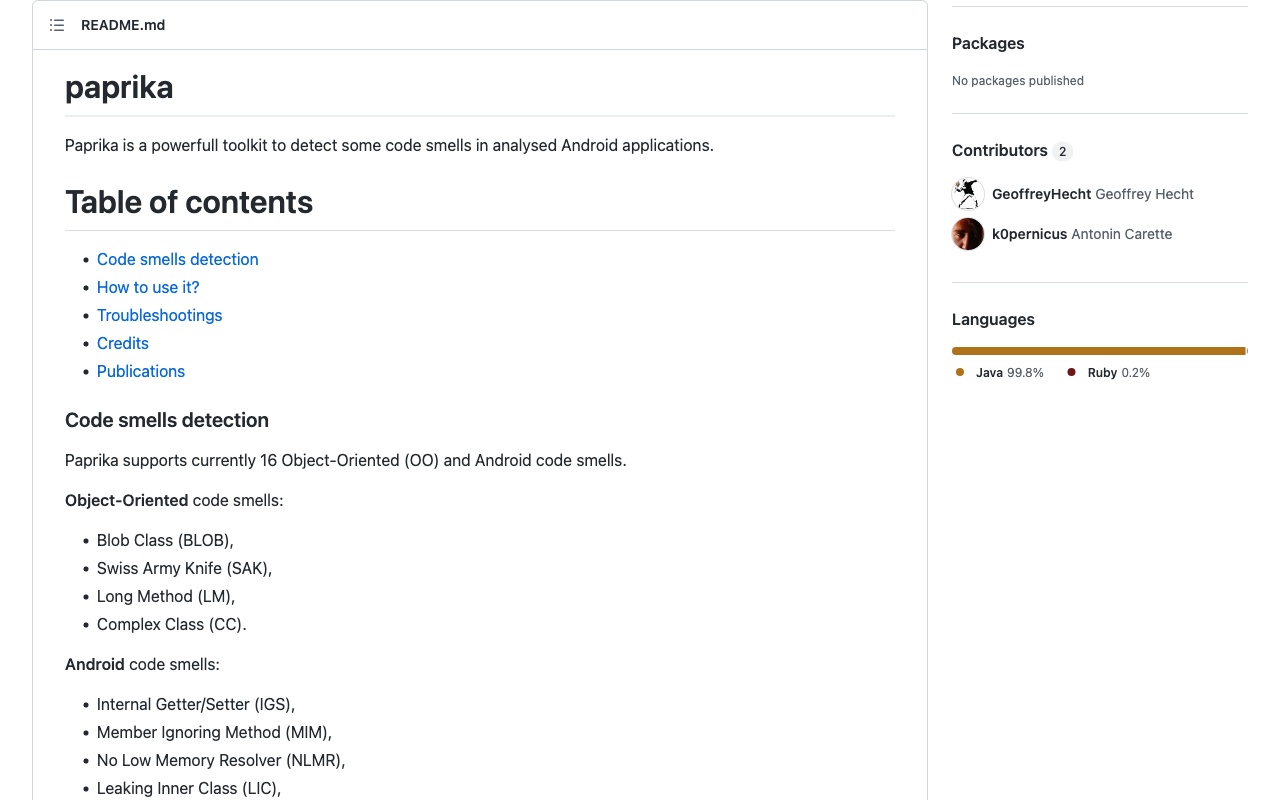 README.md
paprika
Paprika is a powerfull toolkit to detect some code smells in analysed Android applications.
Table of contents
Code smells detection
How to use it?
Troubleshootings
Credits
Publications
Code smells detection
Paprika supports currently 16 Object-Oriented (OO) and Android code smells.
Object-Oriented code smells:
Blob Class (BLOB),
Swiss Army Knife (SAK),
Long Method (LM),
Complex Class (CC).
Android code smells:
Internal Getter/Setter (IGS),
Member Ignoring Method (MIM),
No Low Memory Resolver (NLMR),
Leaking Inner Class (LIC),
Packages
No packages published
Contributors 2
GeoffreyHecht Geoffrey Hecht
k0pernicus Antonin Carette
Languages
Java 99.8% Ruby 0.2%